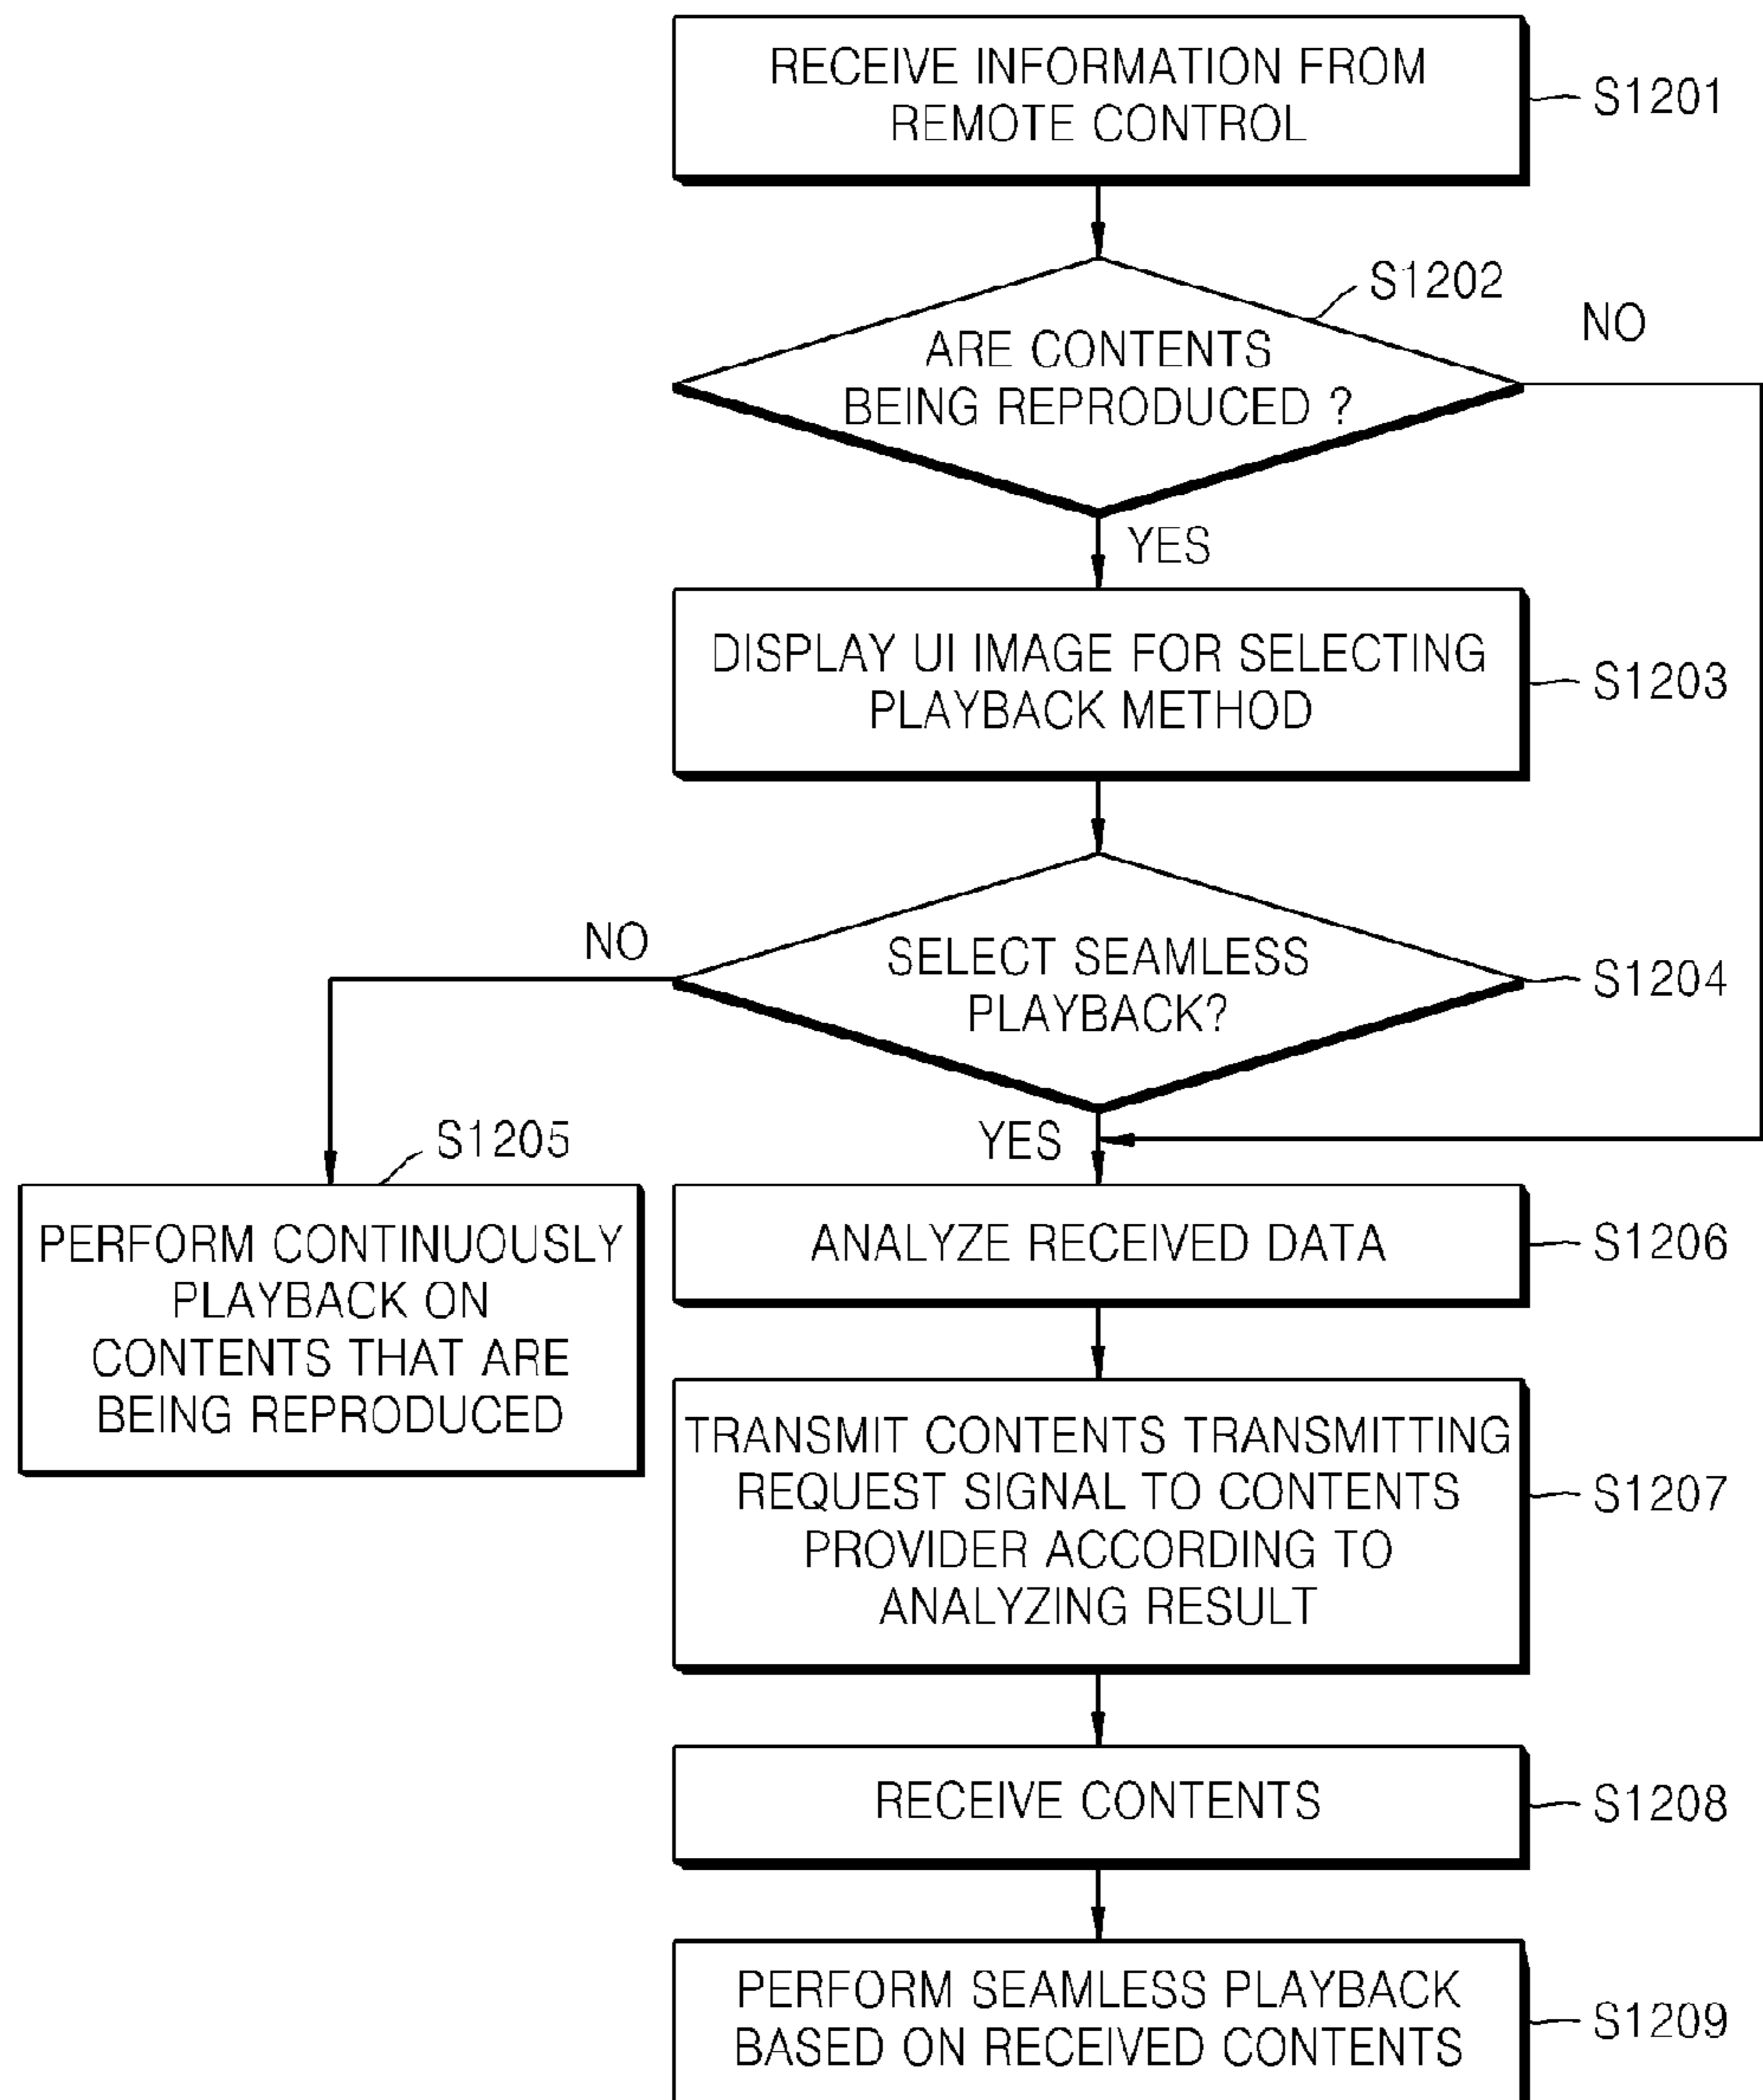 RECEIVE INFORMATION FROM
REMOTE CONTROL
S1201
S1202
NO
ARE CONTENTS
BEING REPRODUCED ?
YES
DISPLAY UI IMAGE FOR SELECTING
PLAYBACK METHOD
S1203
NO
SELECT SEAMLESS
PLAYBACK?
S1204
YES
S1205
PERFORM CONTINUOUSLY
PLAYBACK ON
CONTENTS THAT ARE
BEING REPRODUCED
ANALYZE RECEIVED DATA
S1206
TRANSMIT CONTENTS TRANSMITTING
REQUEST SIGNAL TO CONTENTS
PROVIDER ACCORDING TO
ANALYZING RESULT
S1207
RECEIVE CONTENTS
S1208
PERFORM SEAMLESS PLAYBACK
BASED ON RECEIVED CONTENTS
S1209